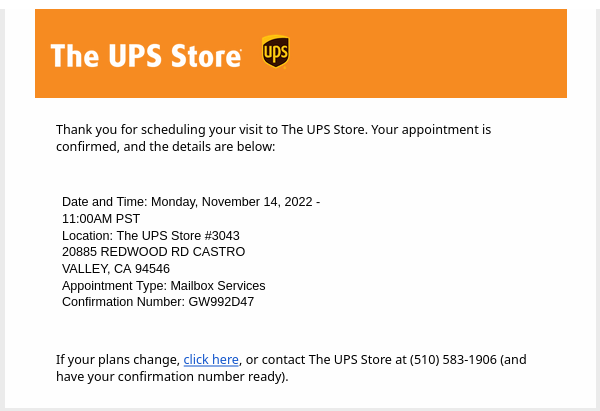 The UPS Store
ups
Thank you for scheduling your visit to The UPS Store. Your appointment is
confirmed, and the details are below:
Date and Time: Monday, November 14, 2022 -
11:00AM PST
Location: The UPS Store #3043
20885 REDWOOD RD CASTRO
VALLEY, CA 94546
Appointment Type: Mailbox Services
Confirmation Number: GW992D47
If your plans change, click here, or contact The UPS Store at (510) 583-1906 (and
have your confirmation number ready).